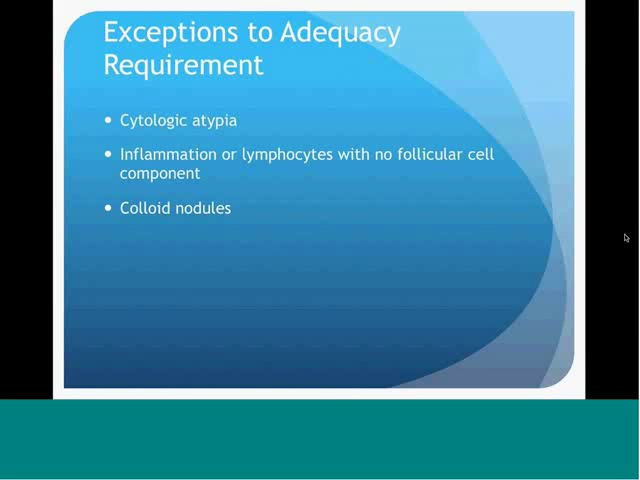 Exceptions to Adequacy
Requirement
• Cytologic atypia
• Inflammation or lymphocytes with no follicular cell
component
• Colloid nodules